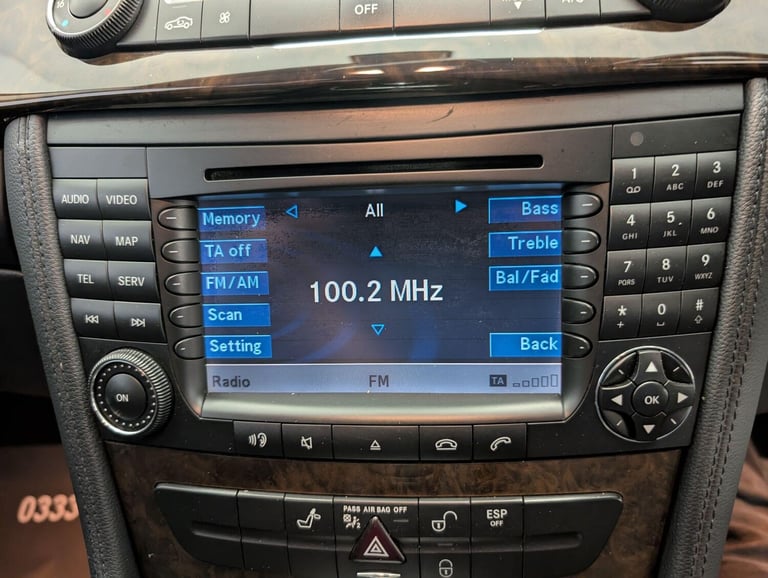 OFF
AUDIO VIDEO
NAV MAP
TEL SERV
ON
Memory
TA off
FM/AM
Scan
Setting
All
100.2 MHz
Bass
Treble
Bal/Fad
Back
Radio FM TA
1 2 ABC 3 DEF
4 GHI 5 JKL 6 MNO
7 PQRS 8 TUV 9 WXYZ
* + 0 #
OK
PASS AIR BAG OFF
ESP
OFF
0333